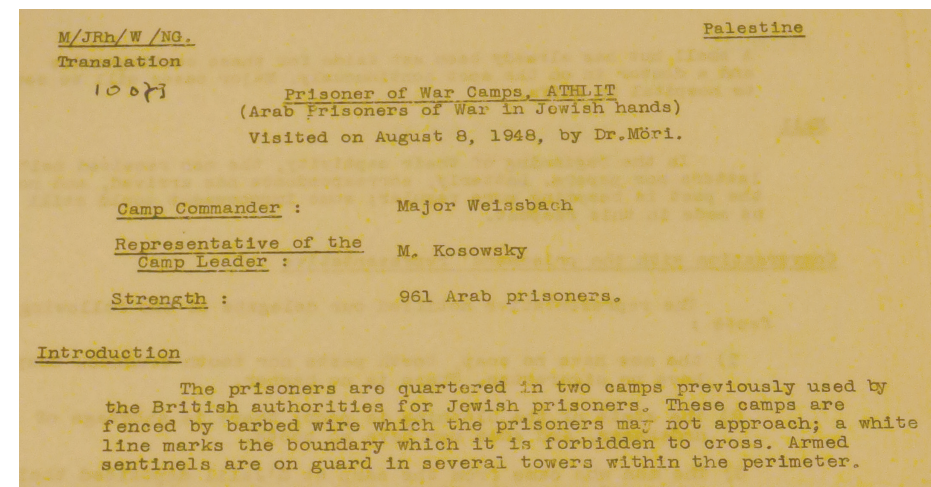 M/JRh/W /NG.
Palestine
Translation
Prisoner of War Camps, ATHLIT
(Arab Prisoners of War in Jewish hands)
Visited on August 8, 1948, by Dr.Möri.
Camp Commander : Major Weissbach
Representative of the
Camp Leader : M. Kosowsky
Strength : 961 Arab prisoners.
Introduction
The prisoners are quartered in two camps previously used by
the British authorities for Jewish prisoners. These camps are
fenced by barbed wire which the prisoners may not approach; a white
line marks the boundary which it is forbidden to cross. Armed
sentinels are on guard in several towers within the perimeter.